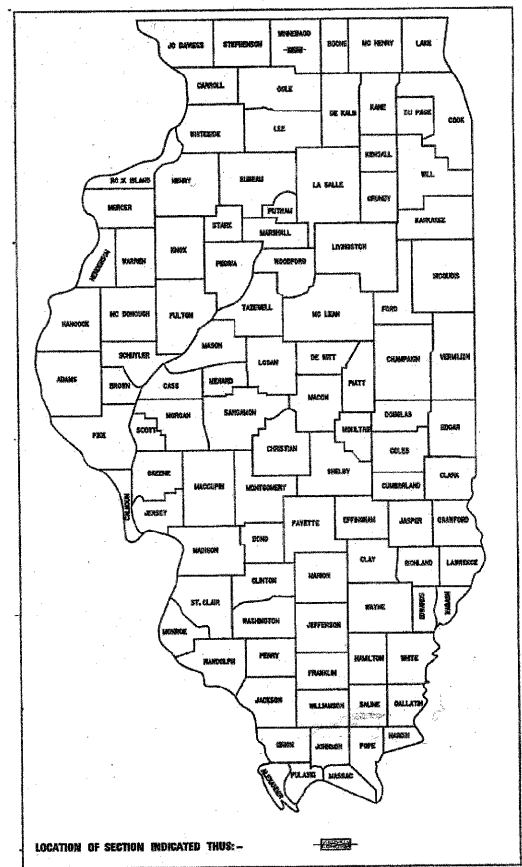 JO DAVIESS STEPHENSON WINNEBAGO BOONE MC HENRY LAKE
CARROLL OGLE DE KALB KANE DU PAGE COOK
WHITESIDE LEE KENDALL WILL
ROCK ISLAND HENRY BUREAU LA SALLE GRUNDY
MERCER PUTNAM KANKAKEE
STARK MARSHALL LIVINGSTON
HENDERSON WARREN KNOX PEORIA WOODFORD IROQUOIS
HANCOCK MC DONOUGH FULTON TAZEWELL MC LEAN FORD
MASON
SCHUYLER LOGAN DE WITT CHAMPAIGN VERMILION
ADAMS BROWN CASS MENARD PIATT
MACON
PIKE SCOTT MORGAN SANGAMON MOULTRIE DOUGLAS EDGAR
CHRISTIAN COLES
GREENE MACOUPIN MONTGOMERY SHELBY CUMBERLAND CLARK
CALHOUN JERSEY FAYETTE EFFINGHAM JASPER CRAWFORD
MADISON BOND
CLINTON MARION CLAY RICHLAND LAWRENCE
ST. CLAIR WASHINGTON JEFFERSON WAYNE EDWARDS WABASH
MONROE
RANDOLPH PERRY FRANKLIN HAMILTON WHITE
JACKSON WILLIAMSON SALINE GALLATIN
UNION JOHNSON POPE HARDIN
ALEXANDER PULASKI MASSAC
LOCATION OF SECTION INDICATED THUS: -